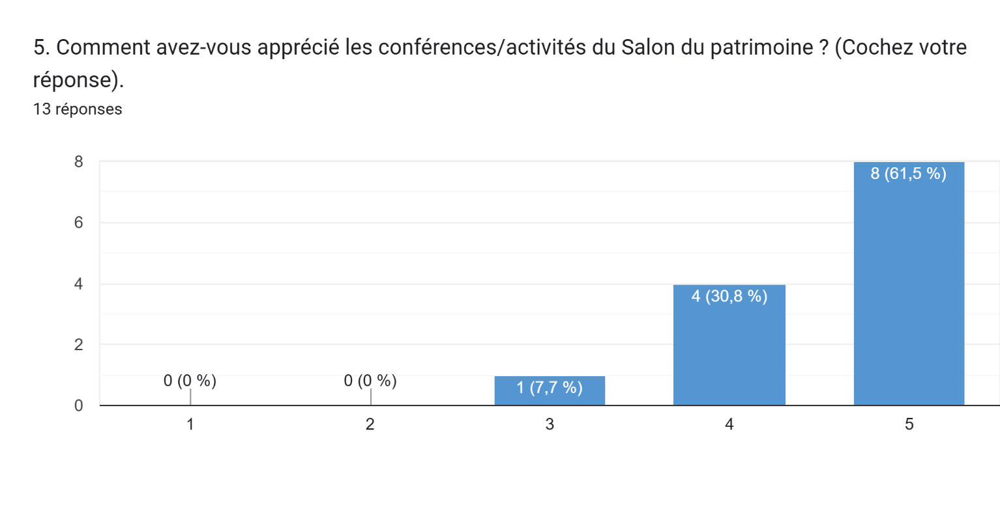 5. Comment avez-vous apprécié les conférences/activités du Salon du patrimoine ? (Cochez votre
réponse).
13 réponses
8
8 (61,5 %)
6
4
4 (30,8 %)
2
0 (0 %)
0 (0 %)
1 (7,7 %)
0
1
2
3
4
5